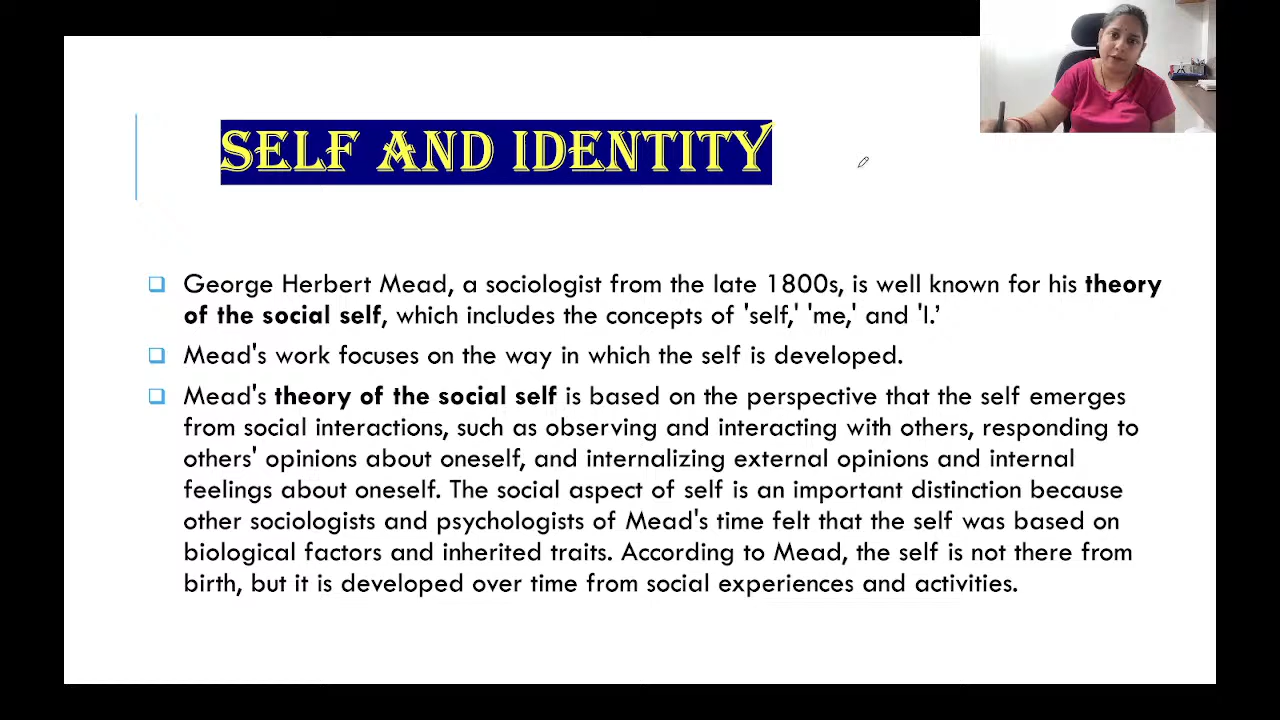 SELF AND IDENTITY
George Herbert Mead, a sociologist from the late 1800s, is well known for his theory
of the social self, which includes the concepts of 'self,' 'me,' and 'I.’
Mead's work focuses on the way in which the self is developed.
Mead's theory of the social self is based on the perspective that the self emerges
from social interactions, such as observing and interacting with others, responding to
others' opinions about oneself, and internalizing external opinions and internal
feelings about oneself. The social aspect of self is an important distinction because
other sociologists and psychologists of Mead's time felt that the self was based on
biological factors and inherited traits. According to Mead, the self is not there from
birth, but it is developed over time from social experiences and activities.